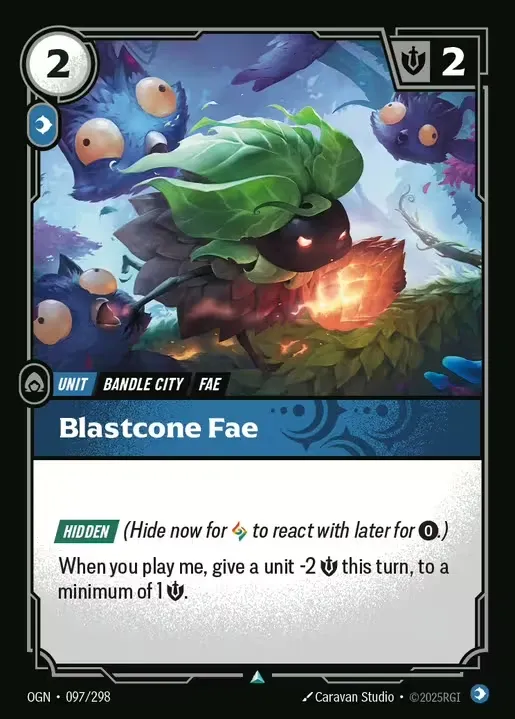 2
2
UNIT BANDLE CITY FAE
Blastcone Fae
HIDDEN (Hide now for to react with later for 0.)
When you play me, give a unit -2 this turn, to a
minimum of 1.
OGN • 097/298
Caravan Studio • ©2025RGI